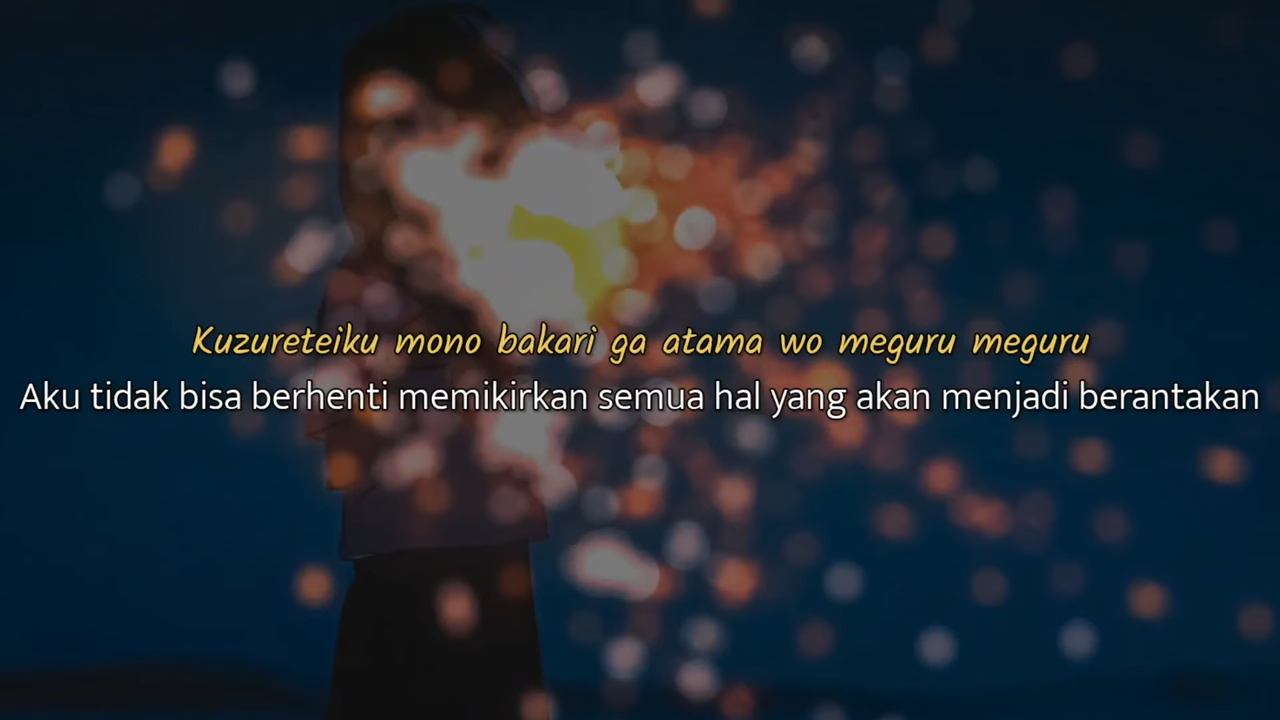 Kuzureteiku mono bakari ga atama wo meguru meguru
Aku tidak bisa berhenti memikirkan semua hal yang akan menjadi berantakan